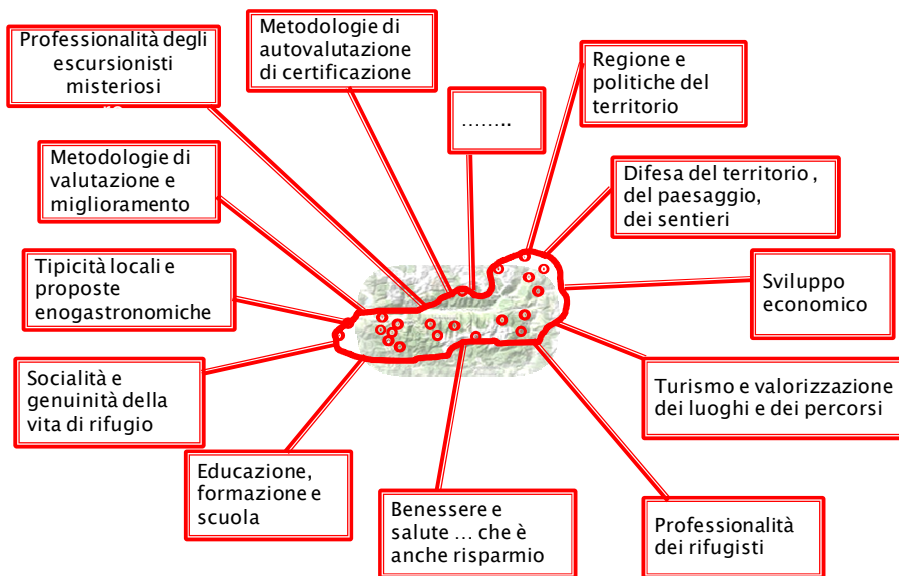 Professionalità degli
escursionisti
misteriosi
Metodologie di
autovalutazione
di certificazione
……..
Regione e
politiche del
territorio
Metodologie di
valutazione e
miglioramento
Difesa del territorio ,
del paesaggio,
dei sentieri
Tipicità locali e
proposte
enogastronomiche
Sviluppo
economico
Socialità e
genuinità della
vita di rifugio
Turismo e valorizzazione
dei luoghi e dei percorsi
Educazione,
formazione e
scuola
Benessere e
salute … che è
anche risparmio
Professionalità
dei rifugisti